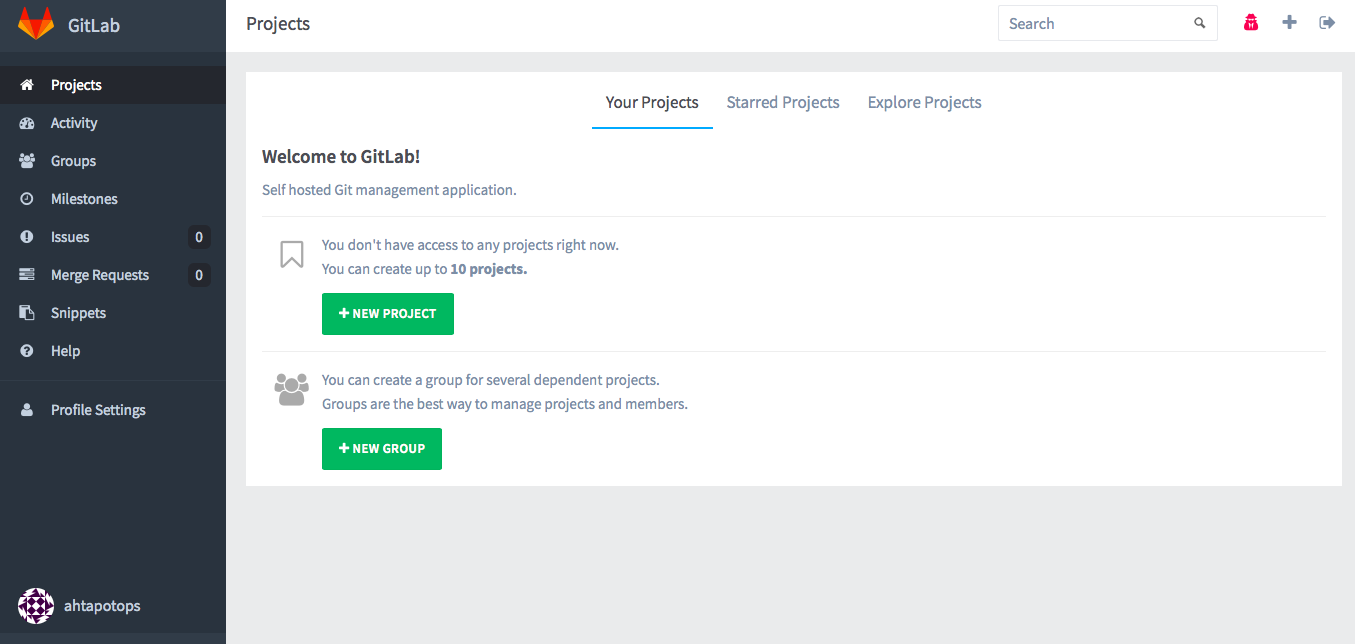 GitLab
Projects
Search
Projects
Activity
Groups
Milestones
Issues 0
Merge Requests 0
Snippets
Help
Profile Settings
ahtapotops
Your Projects Starred Projects Explore Projects
Welcome to GitLab!
Self hosted Git management application.
You don't have access to any projects right now.
You can create up to 10 projects.
+ NEW PROJECT
You can create a group for several dependent projects.
Groups are the best way to manage projects and members.
+ NEW GROUP